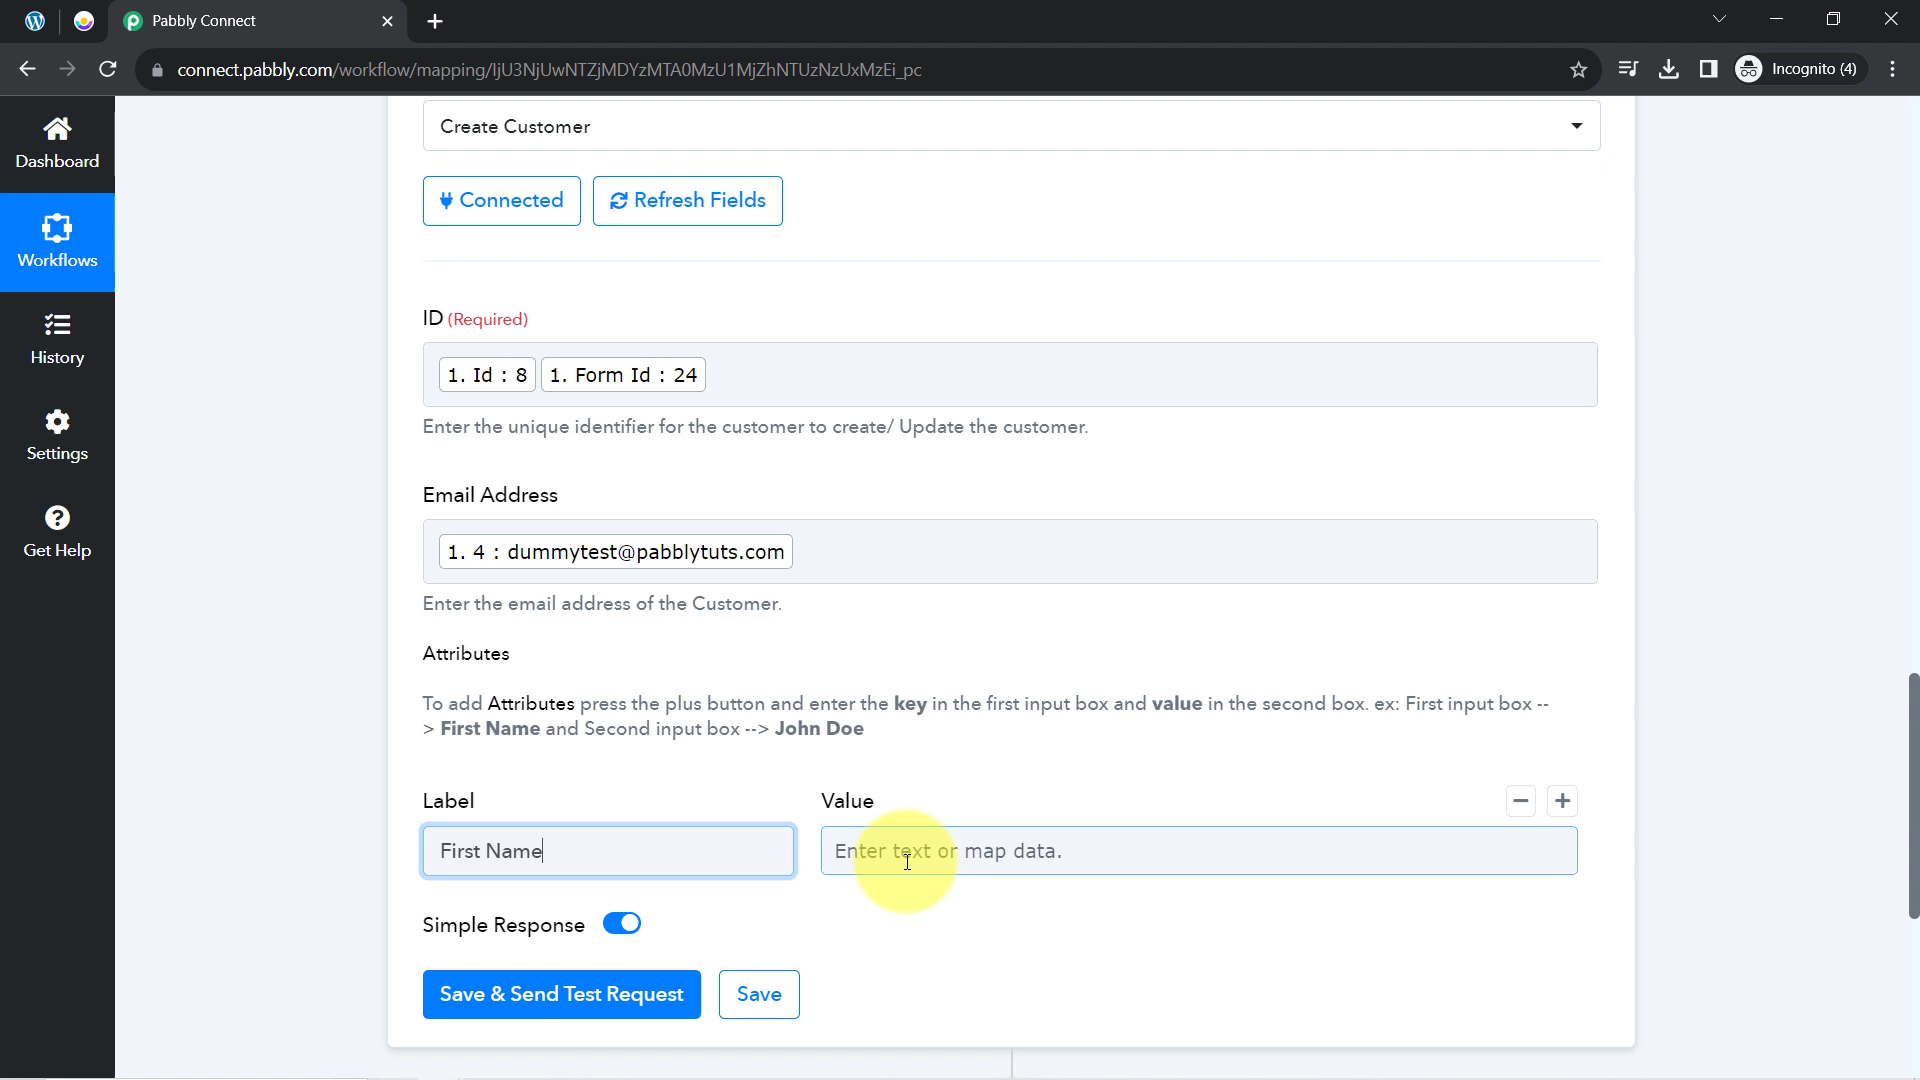 Pabbly Connect
connect.pabbly.com/workflow/mapping/IjU3NjUwNTZjMDYzMTA0MzU1MjZhNTUzNzUxMzEi_pc
Incognito (4)
Dashboard
Workflows
History
Settings
Get Help
Create Customer
Connected
Refresh Fields
ID (Required)
1. Id : 8
1. Form Id : 24
Enter the unique identifier for the customer to create/ Update the customer.
Email Address
1. 4 : dummytest@pabblytuts.com
Enter the email address of the Customer.
Attributes
To add Attributes press the plus button and enter the key in the first input box and value in the second box. ex: First input box --
> First Name and Second input box --> John Doe
Label
Value
First Name
Enter text or map data.
Simple Response
Save & Send Test Request
Save